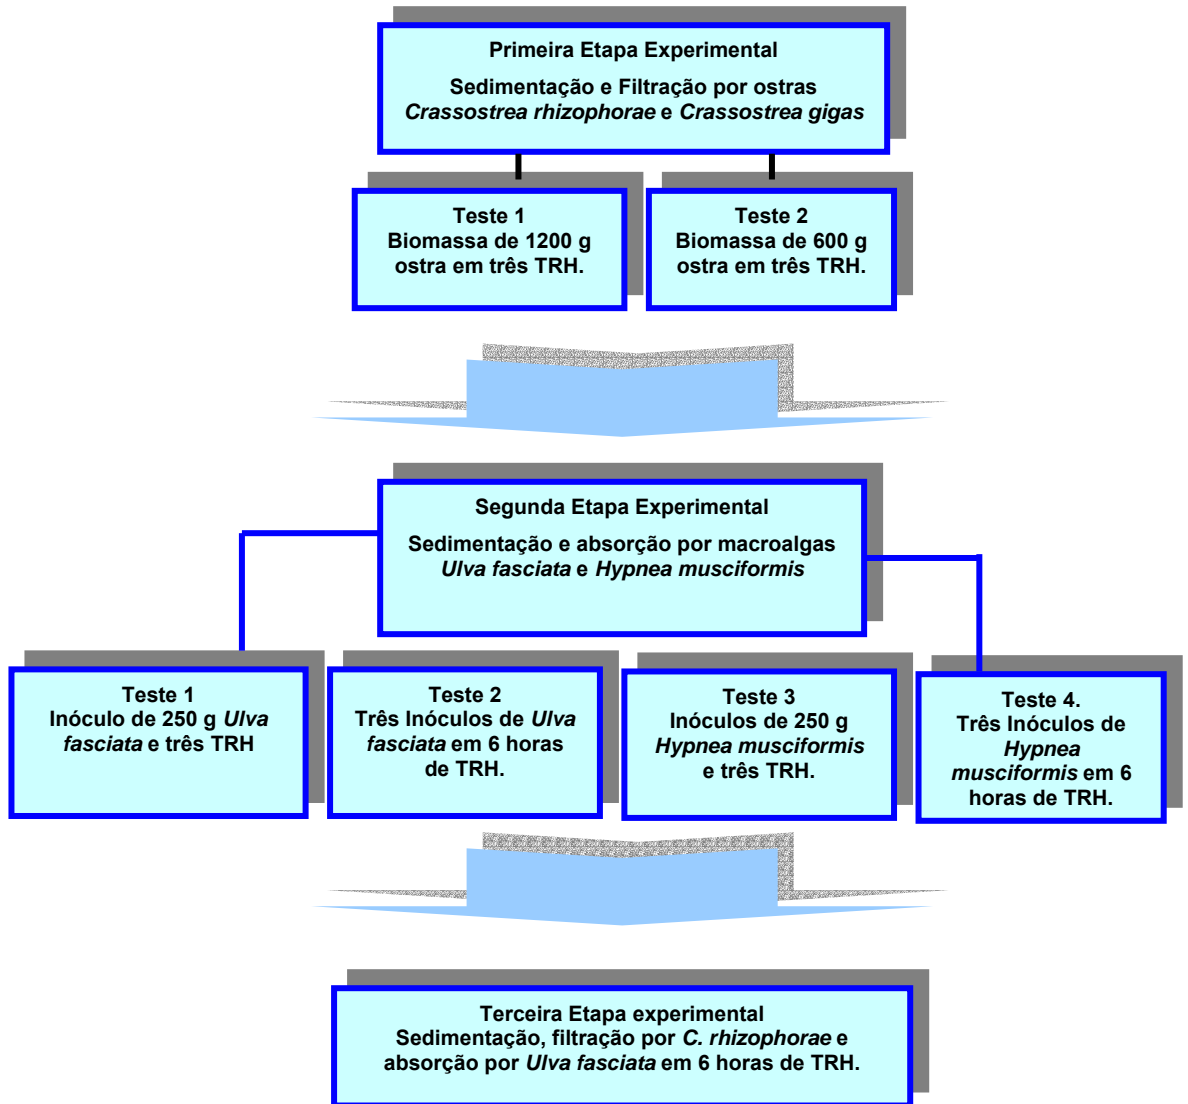 Primeira Etapa Experimental
Sedimentação e Filtração por ostras
Crassostrea rhizophorae e Crassostrea gigas
Teste 1
Biomassa de 1200 g
ostra em três TRH.
Teste 2
Biomassa de 600 g
ostra em três TRH.
Segunda Etapa Experimental
Sedimentação e absorção por macroalgas
Ulva fasciata e Hypnea musciformis
Teste 1
Inóculo de 250 g Ulva
fasciata e três TRH
Teste 2
Três Inóculos de Ulva
fasciata em 6 horas
de TRH.
Teste 3
Inóculos de 250 g
Hypnea musciformis
e três TRH.
Teste 4.
Três Inóculos de
Hypnea
musciformis em 6
horas de TRH.
Terceira Etapa experimental
Sedimentação, filtração por C. rhizophorae e
absorção por Ulva fasciata em 6 horas de TRH.